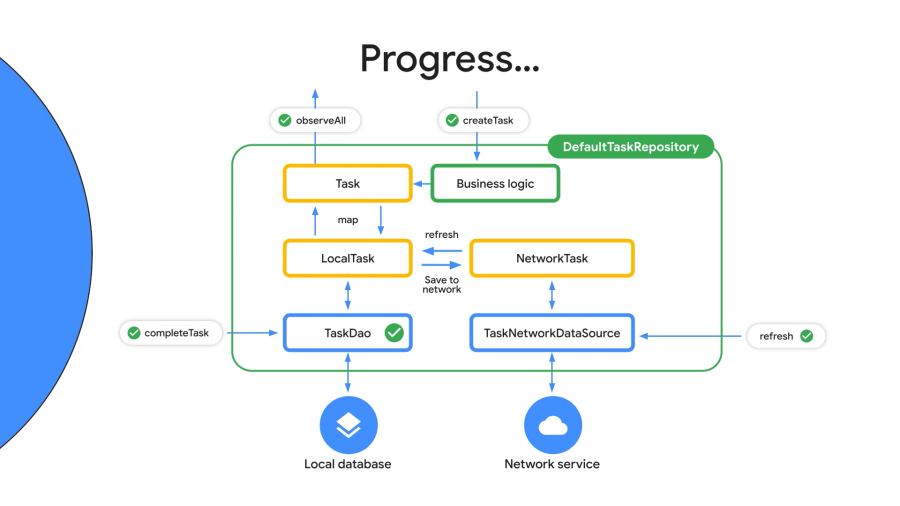 Progress...
observeAll
createTask
DefaultTaskRepository
Task
Business logic
map
refresh
LocalTask
NetworkTask
Save to
network
completeTask
TaskDao
TaskNetworkDataSource
refresh
Local database
Network service